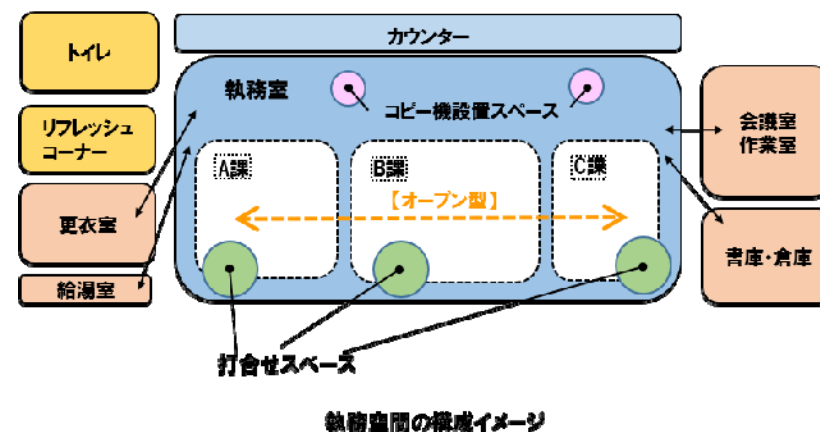 トイレ
カウンター
執務室
コピー機設置スペース
リフレッシュ
コーナー
会議室
作業室
A課
B課
C課
【オープン型】
更衣室
書庫・倉庫
給湯室
打合せスペース
執務空間の構成イメージ